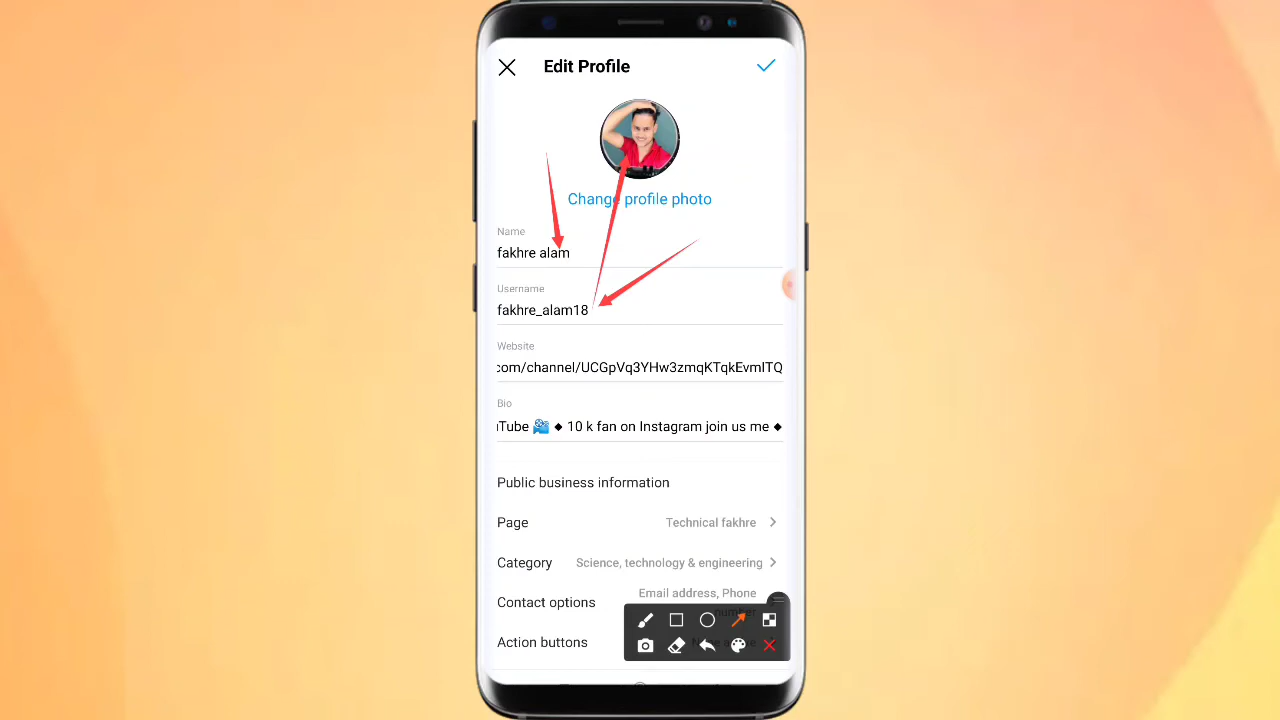 Edit Profile
Change profile photo
Name
fakhre alam
Username
fakhre_alam18
Website
com/channel/UCGpVq3YHw3zmqKTqkEvmITQ
Bio
Tube 🎏 ◆ 10 k fan on Instagram join us me ◆
Public business information
Page Technical fakhre
Category Science, technology & engineering
Contact options Email address, Phone
number
Action buttons